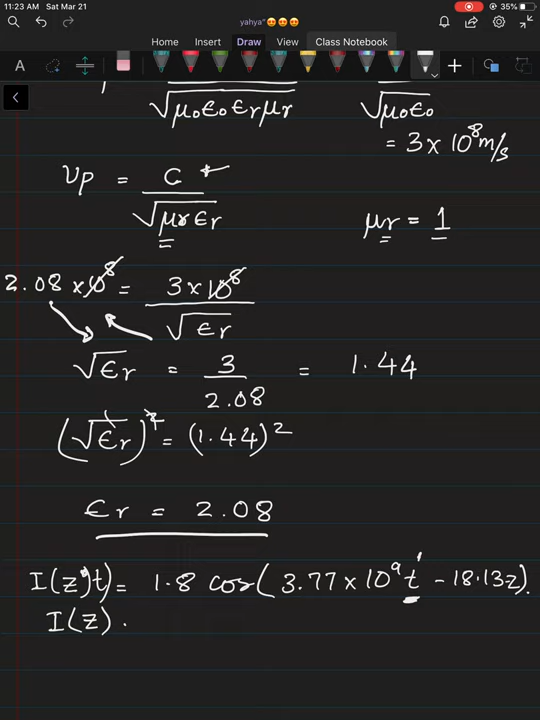 11:23 AM Sat Mar 21
35%
yahya"😍😍😍
Home Insert Draw View Class Notebook
√μ₀ϵ₀ϵrμr
√μ₀ϵ₀
= 3 x 10⁸ m/s
υp = C / √μr ϵr
μr = 1
2.08 x 10⁸ = 3 x 10⁸ / √ϵr
√ϵr = 3 / 2.08 = 1.44
(√ϵr)² = (1.44)²
ϵr = 2.08
I(z,t) = 1.8 cos(3.77 x 10⁹ t - 18.13z).
I(z) .